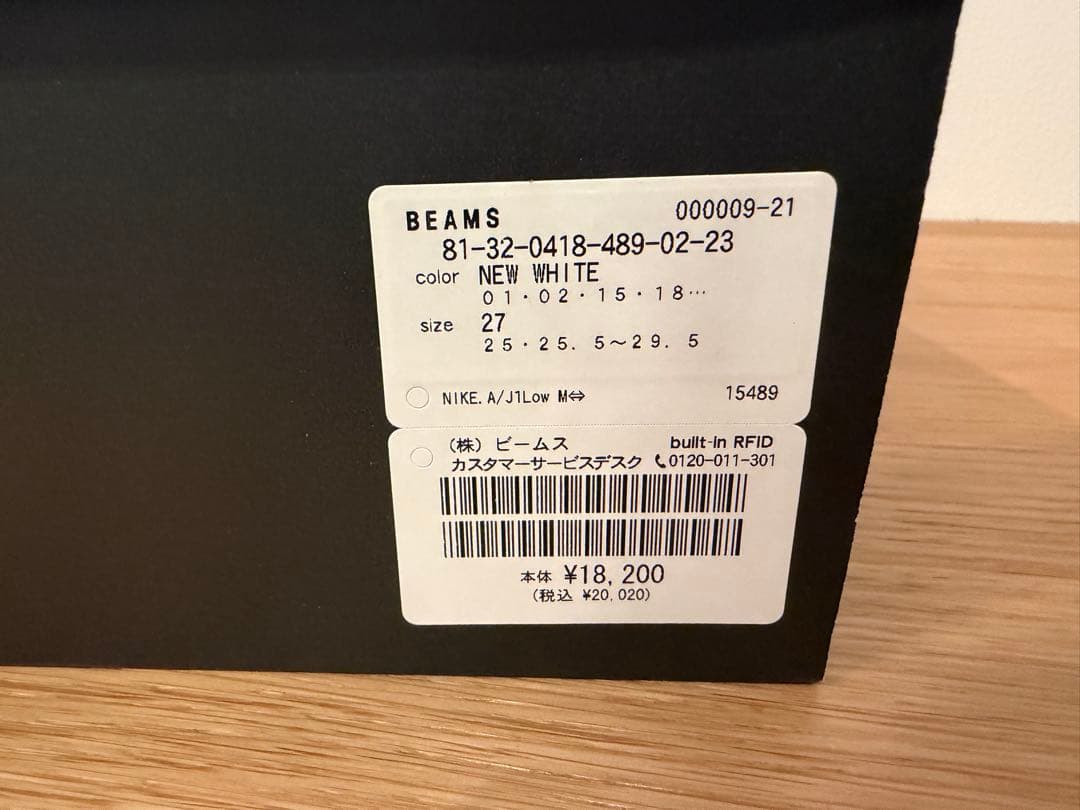 BEAMS 000009-21
81-32-0418-489-02-23
color NEW WHITE
01・02・15・18…
size 27
25・25. 5～29. 5
NIKE. A/J1Low M⇔ 15489
(株) ビームス built-in RFID
カスタマーサービスデスク 📞0120-011-301
本体 ¥18,200
(税込 ¥20,020)